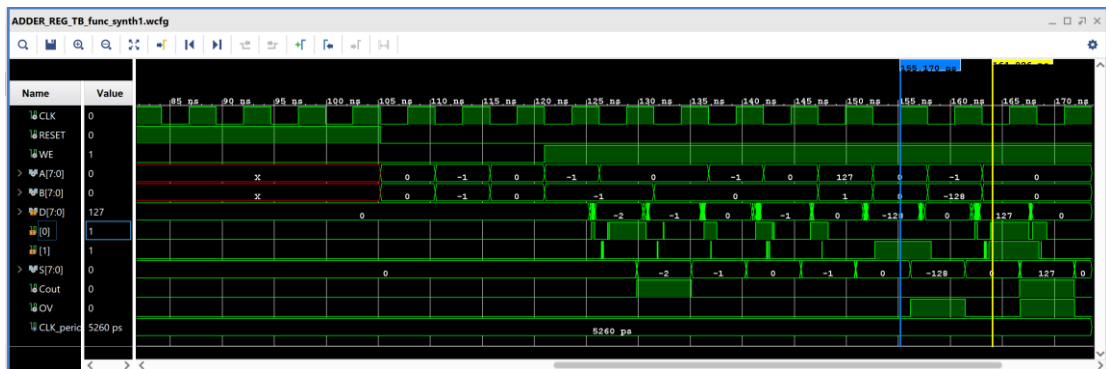 ADDER_REG_TB_func_synth1.wcfg
155.170 ns
Name Value
85 ns 90 ns 95 ns 100 ns 105 ns 110 ns 115 ns 120 ns 125 ns 130 ns 135 ns 140 ns 145 ns 150 ns 155 ns 160 ns 165 ns 170 ns
CLK 0
RESET 0
WE 1
A[7:0] 0 X 0 -1 0 -1 0 -1 0 127 0 -1 0
B[7:0] 0 X 0 -1 0 -1 0 1 0 -128 0
D[7:0] 127 0 -2 -1 0 -1 0 -128 0 127 0
[0] 1
[1] 1
S[7:0] 0 0 -2 -1 0 -1 0 -128 0 127 0
Cout 0
OV 0
CLK_perio 5260 ps 5260 ps